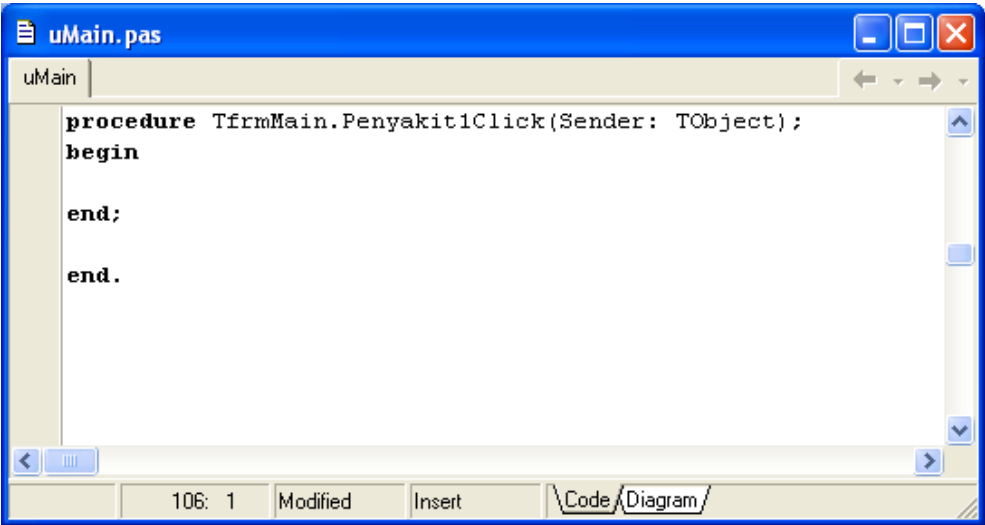 uMain.pas
uMain
procedure TfrmMain.Penyakit1Click(Sender: TObject);
begin
end;
end.
106: 1 Modified Insert Code Diagram